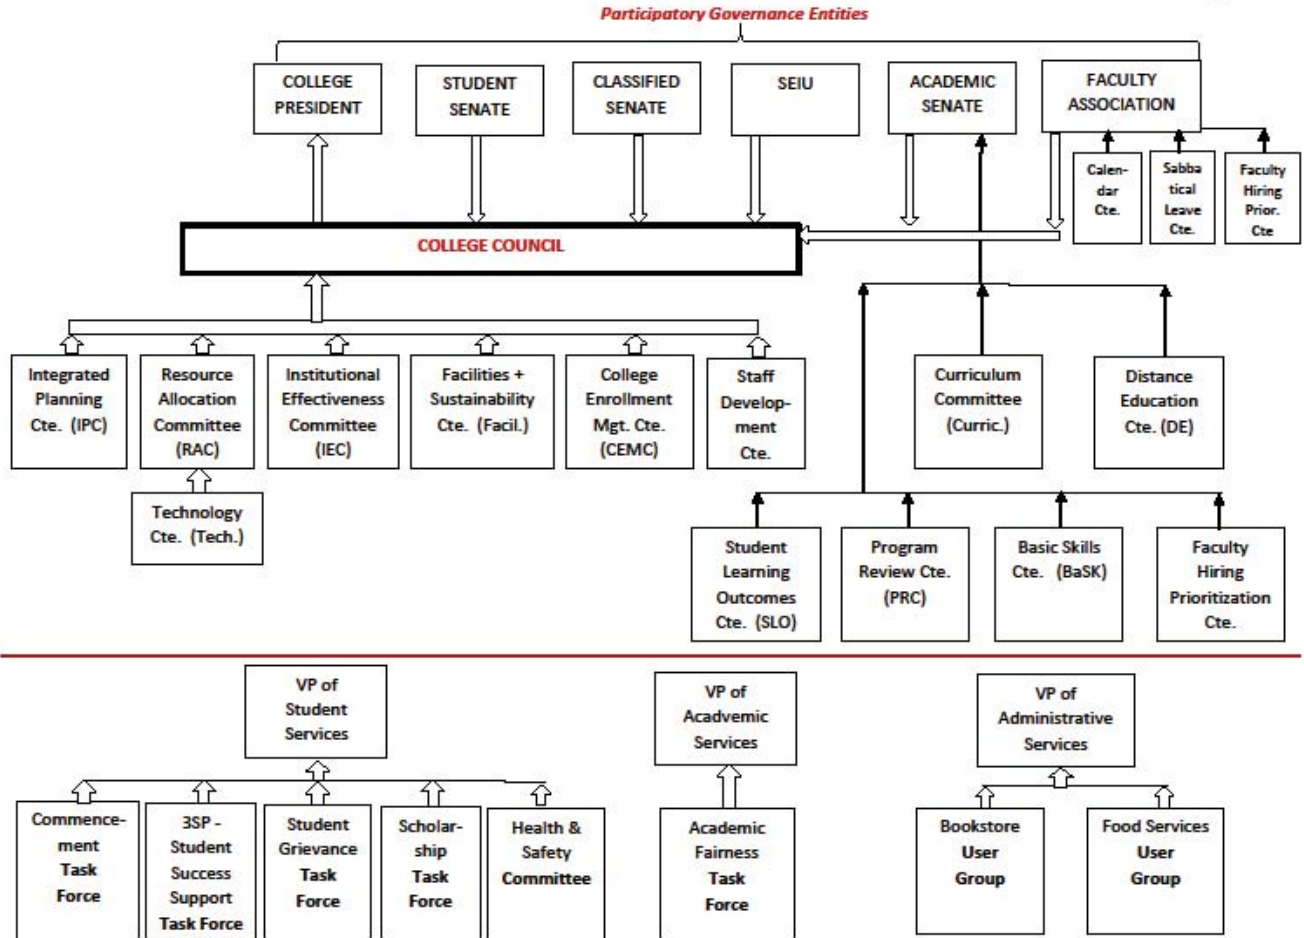 Participatory Governance Entities
COLLEGE
PRESIDENT
STUDENT
SENATE
CLASSIFIED
SENATE
SEIU
ACADEMIC
SENATE
FACULTY
ASSOCIATION
Calen-
dar
Cte.
Sabba
tical
Leave
Cte.
Faculty
Hiring
Prior.
Cte
COLLEGE COUNCIL
Integrated
Planning
Cte. (IPC)
Resource
Allocation
Committee
(RAC)
Institutional
Effectiveness
Committee
(IEC)
Facilities +
Sustainability
Cte. (Facil.)
College
Enrollment
Mgt. Cte.
(CEMC)
Staff
Develop-
ment
Cte.
Curriculum
Committee
(Curric.)
Distance
Education
Cte. (DE)
Technology
Cte. (Tech.)
Student
Learning
Outcomes
Cte. (SLO)
Program
Review Cte.
(PRC)
Basic Skills
Cte. (BaSK)
Faculty
Hiring
Prioritization
Cte.
VP of
Student
Services
VP of
Acadvemic
Services
VP of
Administrative
Services
Commence-
ment
Task
Force
3SP -
Student
Success
Support
Task Force
Student
Grievance
Task
Force
Scholar-
ship
Task
Force
Health &
Safety
Committee
Academic
Fairness
Task
Force
Bookstore
User
Group
Food Services
User
Group